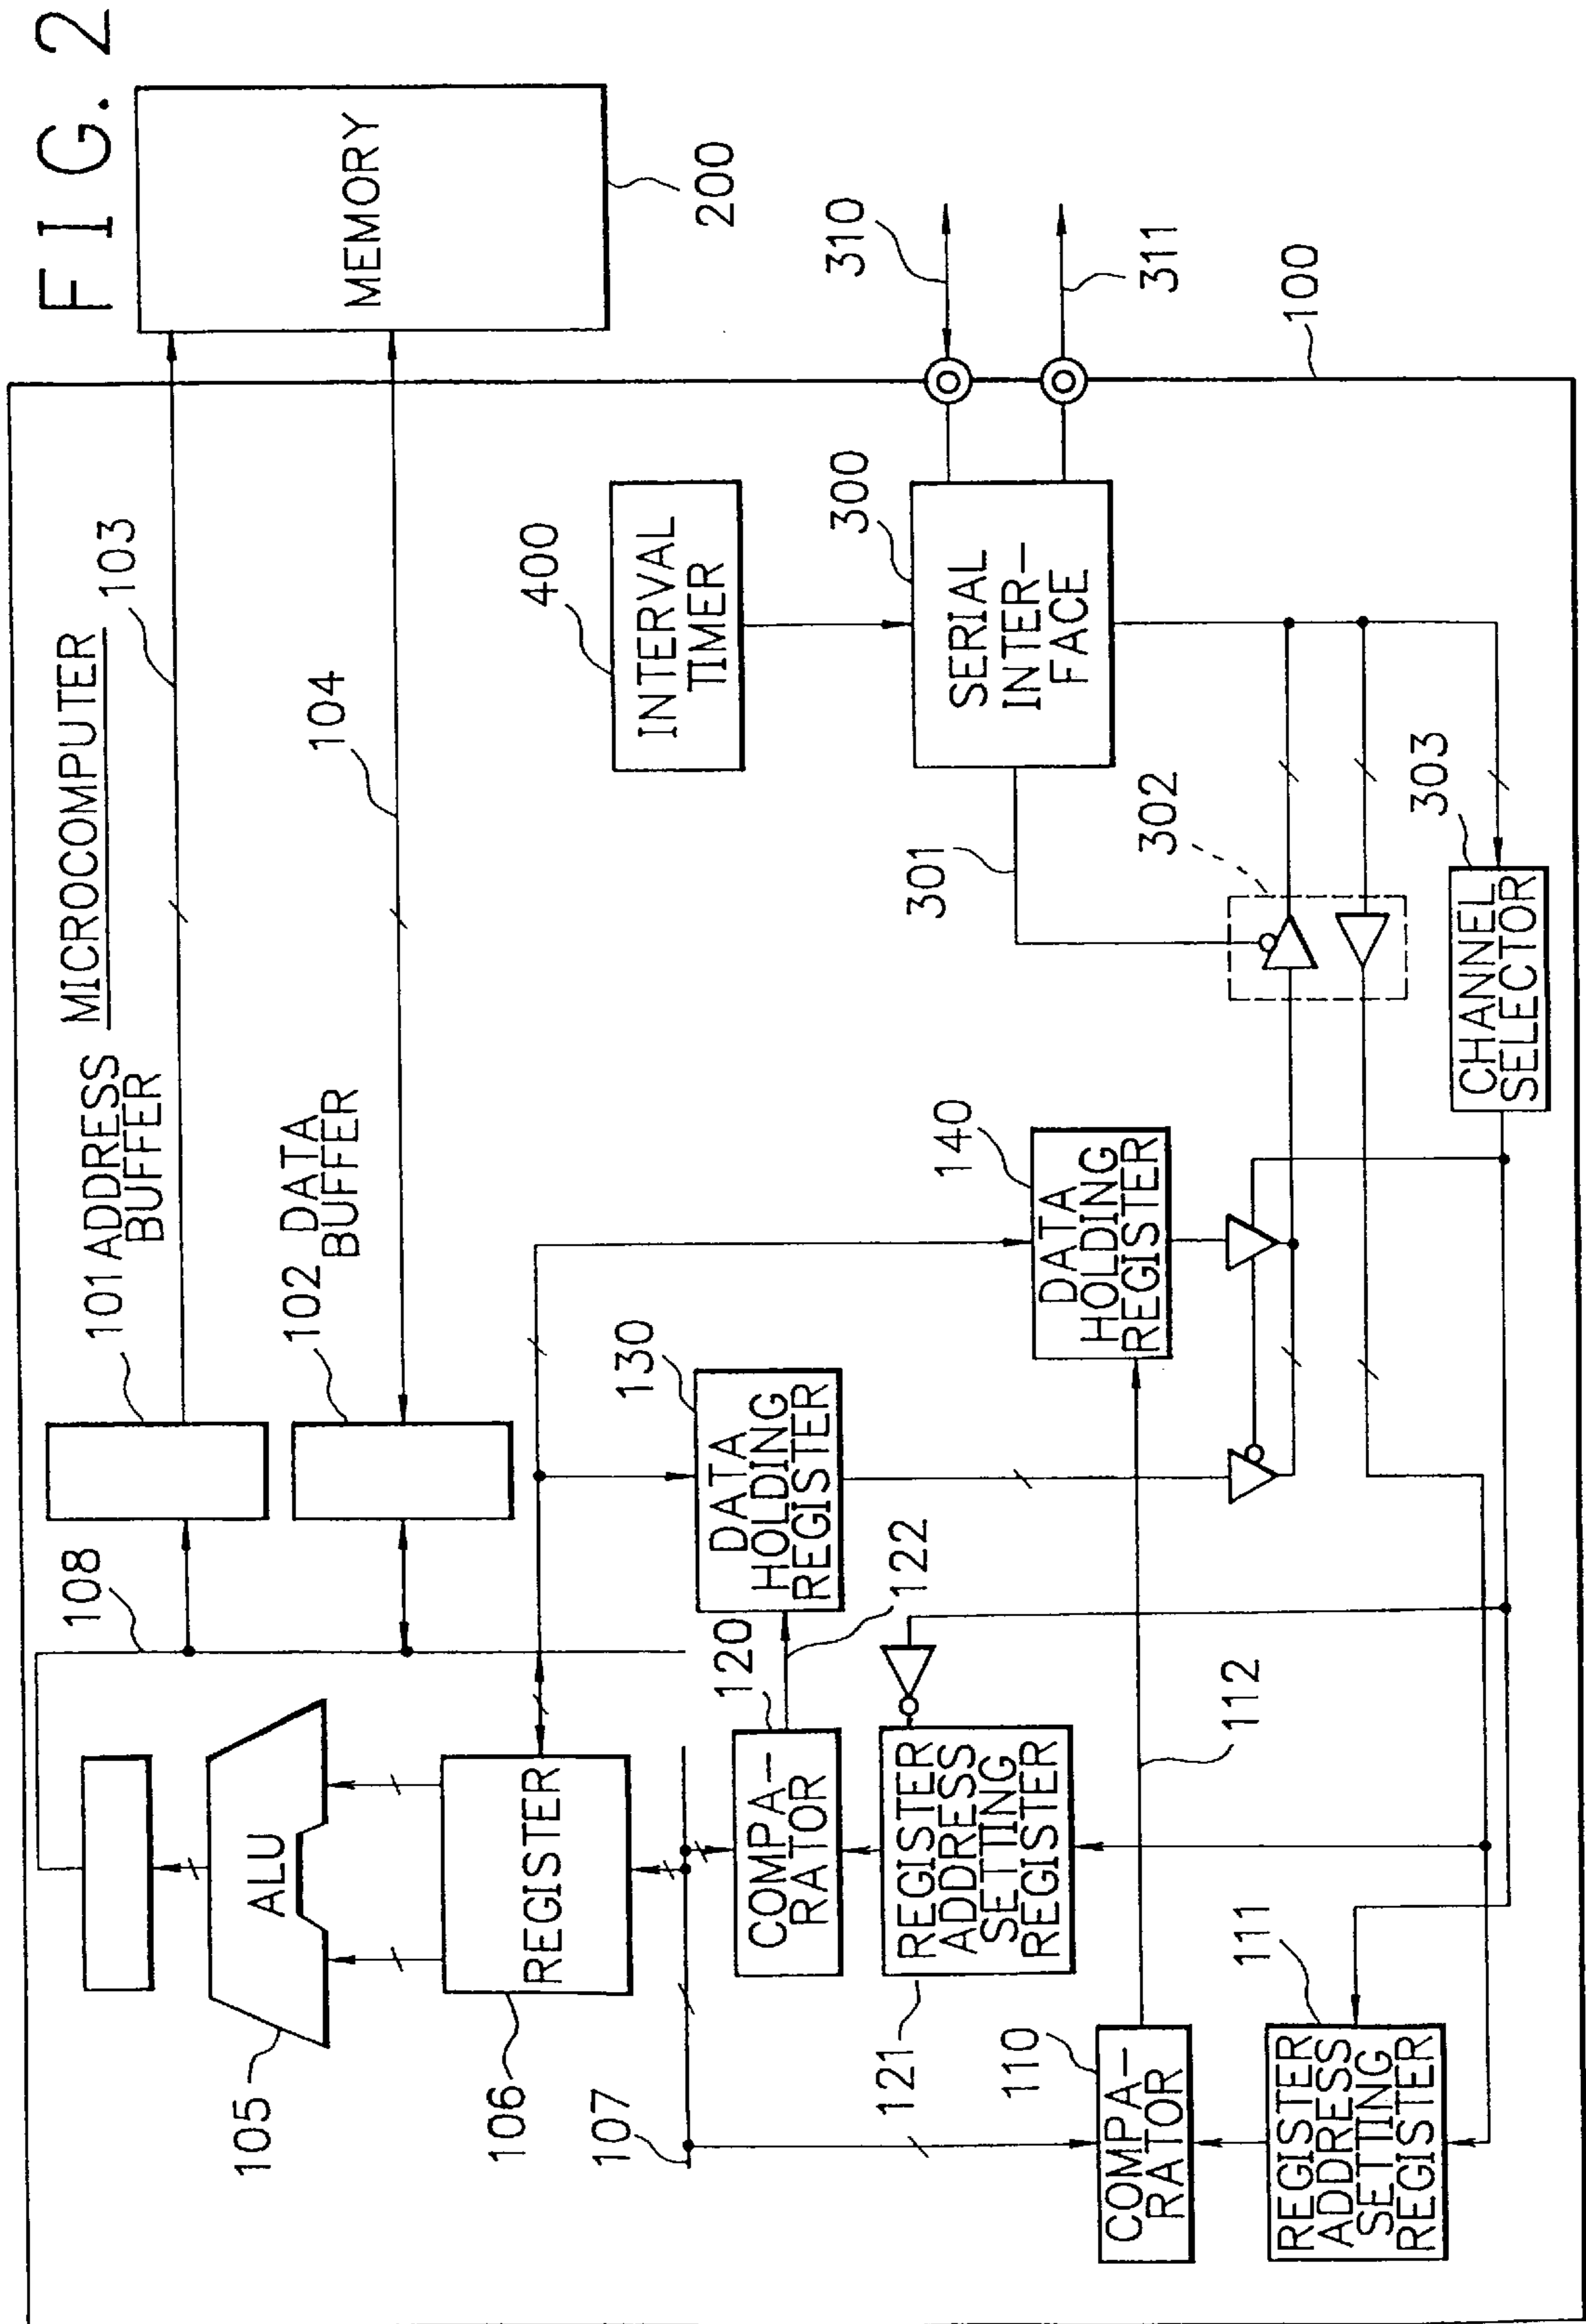 FIG. 2
MICROCOMPUTER
101 ADDRESS
BUFFER
103
MEMORY
200
108
102 DATA
BUFFER
104
105
ALU
106
REGISTER
107
400
INTERVAL
TIMER
130
DATA
HOLDING
REGISTER
120
COMPA-
RATOR
122
121
REGISTER
ADDRESS
SETTING
REGISTER
300
SERIAL
INTER-
FACE
310
311
301
302
140
DATA
HOLDING
REGISTER
112
110
COMPA-
RATOR
111
REGISTER
ADDRESS
SETTING
REGISTER
303
CHANNEL
SELECTOR
100